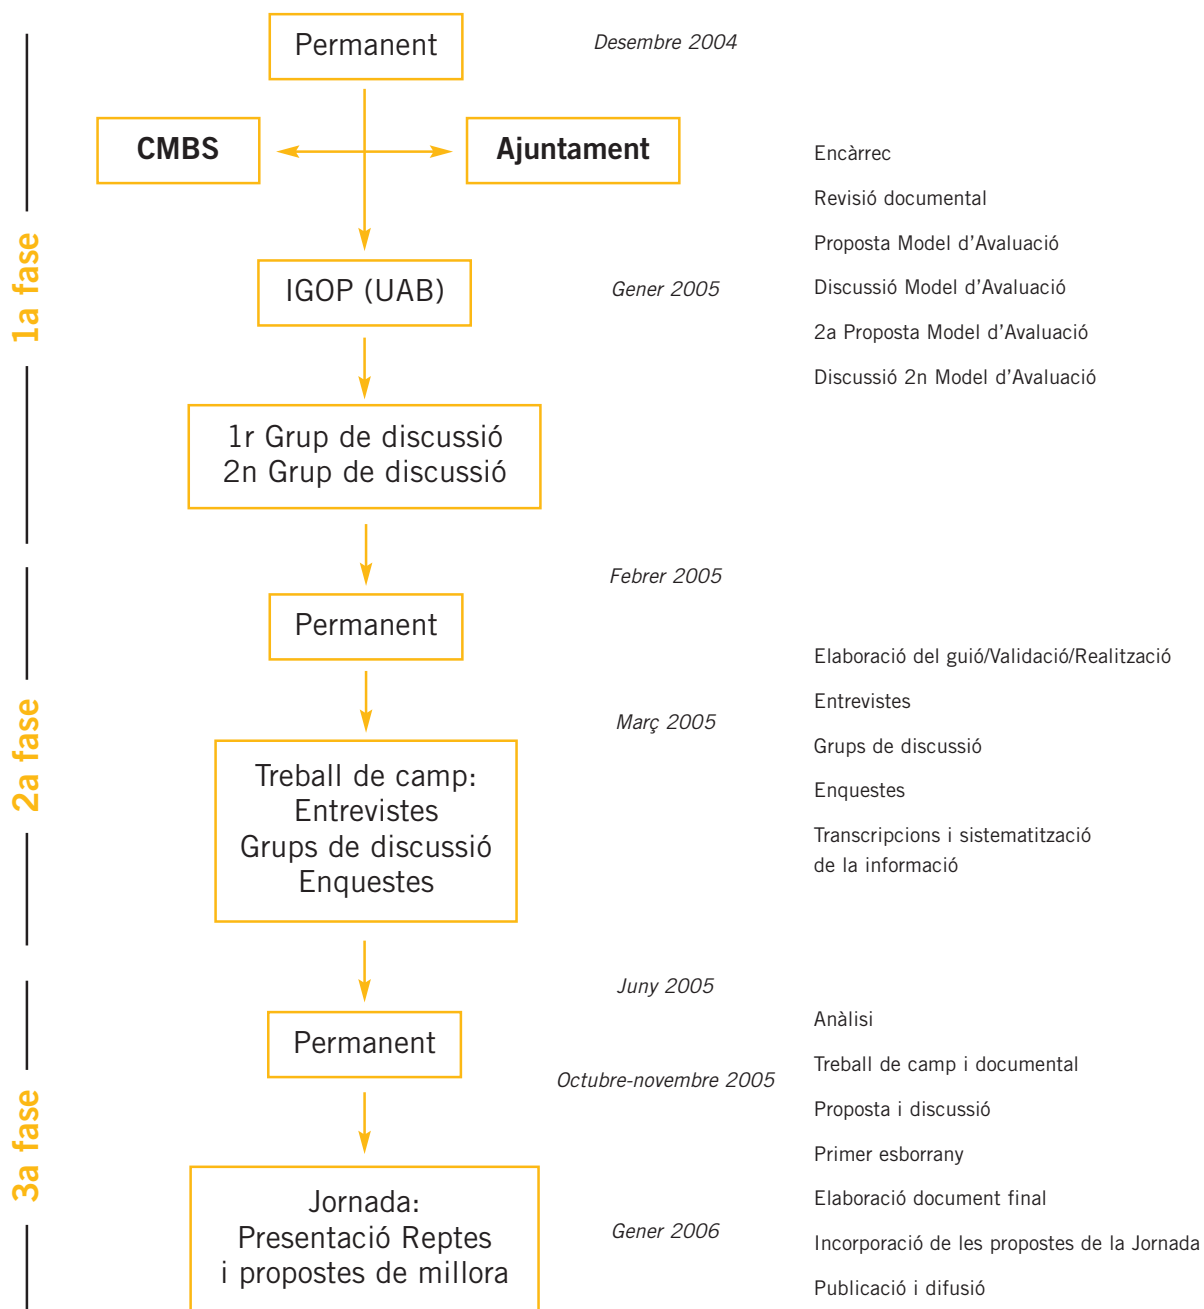 Permanent
Desembre 2004
CMBS
Ajuntament
Encàrrec
Revisió documental
Proposta Model d’Avaluació
1a fase
IGOP (UAB)
Gener 2005
Discussió Model d’Avaluació
2a Proposta Model d’Avaluació
Discussió 2n Model d’Avaluació
1r Grup de discussió
2n Grup de discussió
Febrer 2005
Permanent
Elaboració del guió/Validació/Realització
Entrevistes
2a fase
Març 2005
Grups de discussió
Treball de camp:
Entrevistes
Grups de discussió
Enquestes
Enquestes
Transcripcions i sistematització
de la informació
Juny 2005
Permanent
Anàlisi
Treball de camp i documental
Octubre-novembre 2005
Proposta i discussió
3a fase
Primer esborrany
Jornada:
Presentació Reptes
i propostes de millora
Elaboració document final
Gener 2006
Incorporació de les propostes de la Jornada
Publicació i difusió